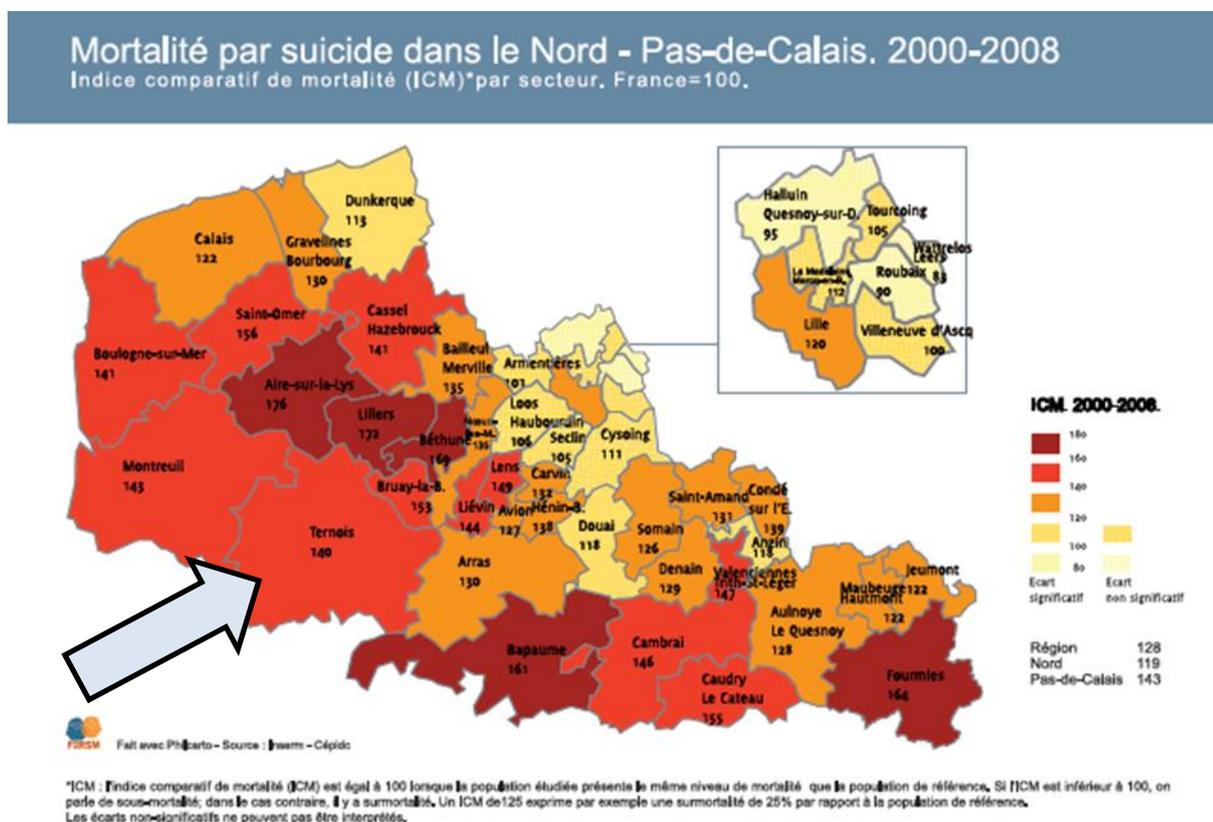 Mortalité par suicide dans le Nord - Pas-de-Calais. 2000-2008
Indice comparatif de mortalité (ICM)*par secteur. France=100.
Dunkerque
113
Calais
122
Gravelines
Bourbourg
130
Saint-Omer
156
Cassel
Hazebrouck
141
Boulogne-sur-Mer
141
Aire-sur-la-Lys
176
Bailleul
Merville
135
Armentières
101
Lillers
172
Béthune
169
Loos
Haubourdin
106
Seclin
105
Cysoing
111
Montreuil
143
Bruay-la-B.
153
Lens
149
Carvin
132
Liévin
144
Avion
127
Hénin-B.
138
Ternois
140
Douai
118
Somain
126
Saint-Amand
131
Condé
sur l'E.
139
Anzin
118
Arras
130
Denain
129
Valenciennes
Trith-St-Léger
147
Maubeuge
Hautmont
122
Jeumont
122
Aulnoye
Le Quesnoy
128
Bapaume
161
Cambrai
146
Caudry
Le Cateau
155
Fourmies
164
Halluin
Quesnoy-sur-D.
95
Tourcoing
105
Wattrelos
Leers
83
Roubaix
90
112
Lille
120
Villeneuve d'Ascq
100
ICM. 2000-2008.
180
160
140
120
100
80
Ecart
significatif
Ecart
non significatif
Région 128
Nord 119
Pas-de-Calais 143
F2RSM
Fait avec Philcarto - Source : Inserm - Cépidc
*ICM : l'indice comparatif de mortalité (ICM) est égal à 100 lorsque la population étudiée présente le même niveau de mortalité que la population de référence. Si l'ICM est inférieur à 100, on
parle de sous-mortalité; dans le cas contraire, il y a surmortalité. Un ICM de125 exprime par exemple une surmortalité de 25% par rapport à la population de référence.
Les écarts non-significatifs ne peuvent pas être interprétés.